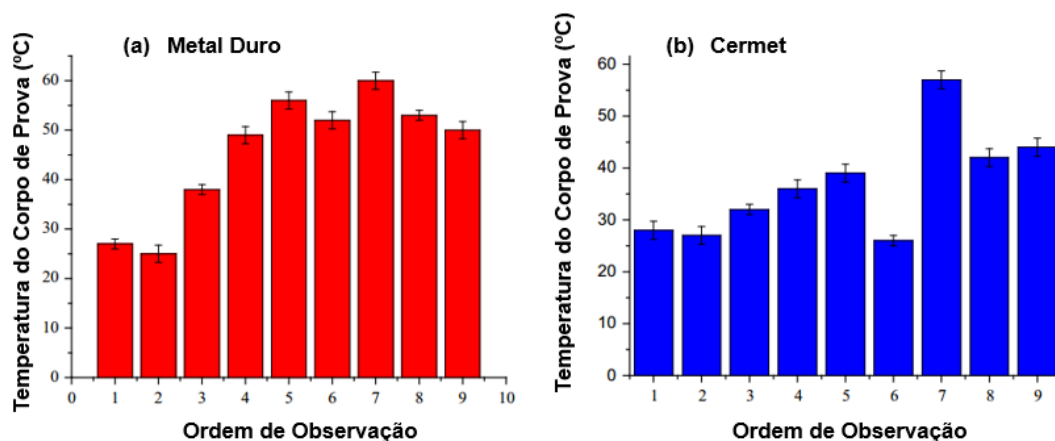 (a) Metal Duro
Temperatura do Corpo de Prova (ºC)
60
50
40
30
20
10
0
0 1 2 3 4 5 6 7 8 9 10
Ordem de Observação
(b) Cermet
Temperatura do Corpo de Prova (ºC)
60
50
40
30
20
10
0
1 2 3 4 5 6 7 8 9
Ordem de Observação